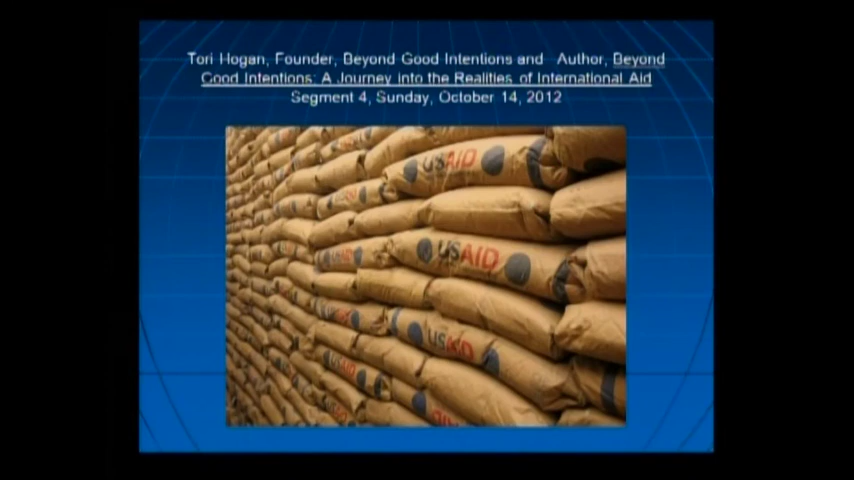 Tori Hogan, Founder, Beyond Good Intentions and Author, Beyond
Good Intentions: A Journey into the Realities of International Aid
Segment 4, Sunday, October 14, 2012
USAID
USAID
USAID
USAID